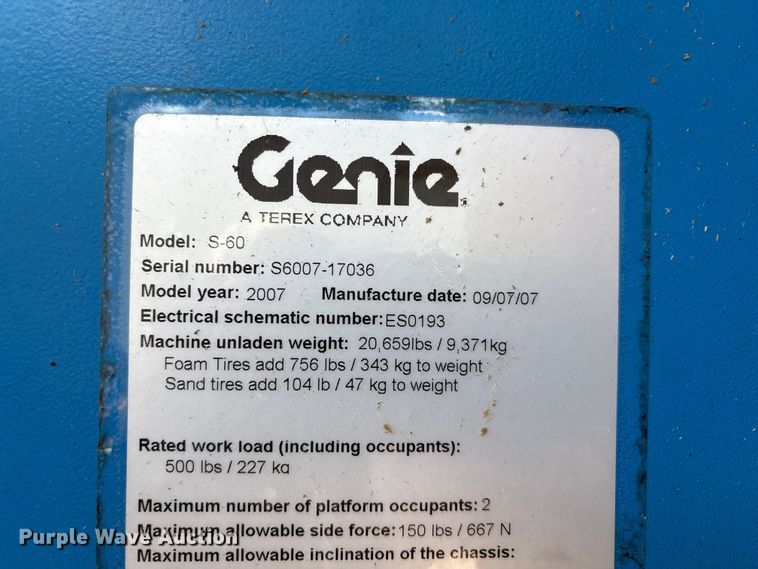 Genie
A TEREX COMPANY
Model: S-60
Serial number: S6007-17036
Model year: 2007 Manufacture date: 09/07/07
Electrical schematic number:ES0193
Machine unladen weight: 20,659lbs / 9,371kg
Foam Tires add 756 lbs / 343 kg to weight
Sand tires add 104 lb / 47 kg to weight
Rated work load (including occupants):
500 lbs / 227 kg
Maximum number of platform occupants: 2
Maximum allowable side force: 150 lbs / 667 N
Maximum allowable inclination of the chassis:
Purple Wave Auction